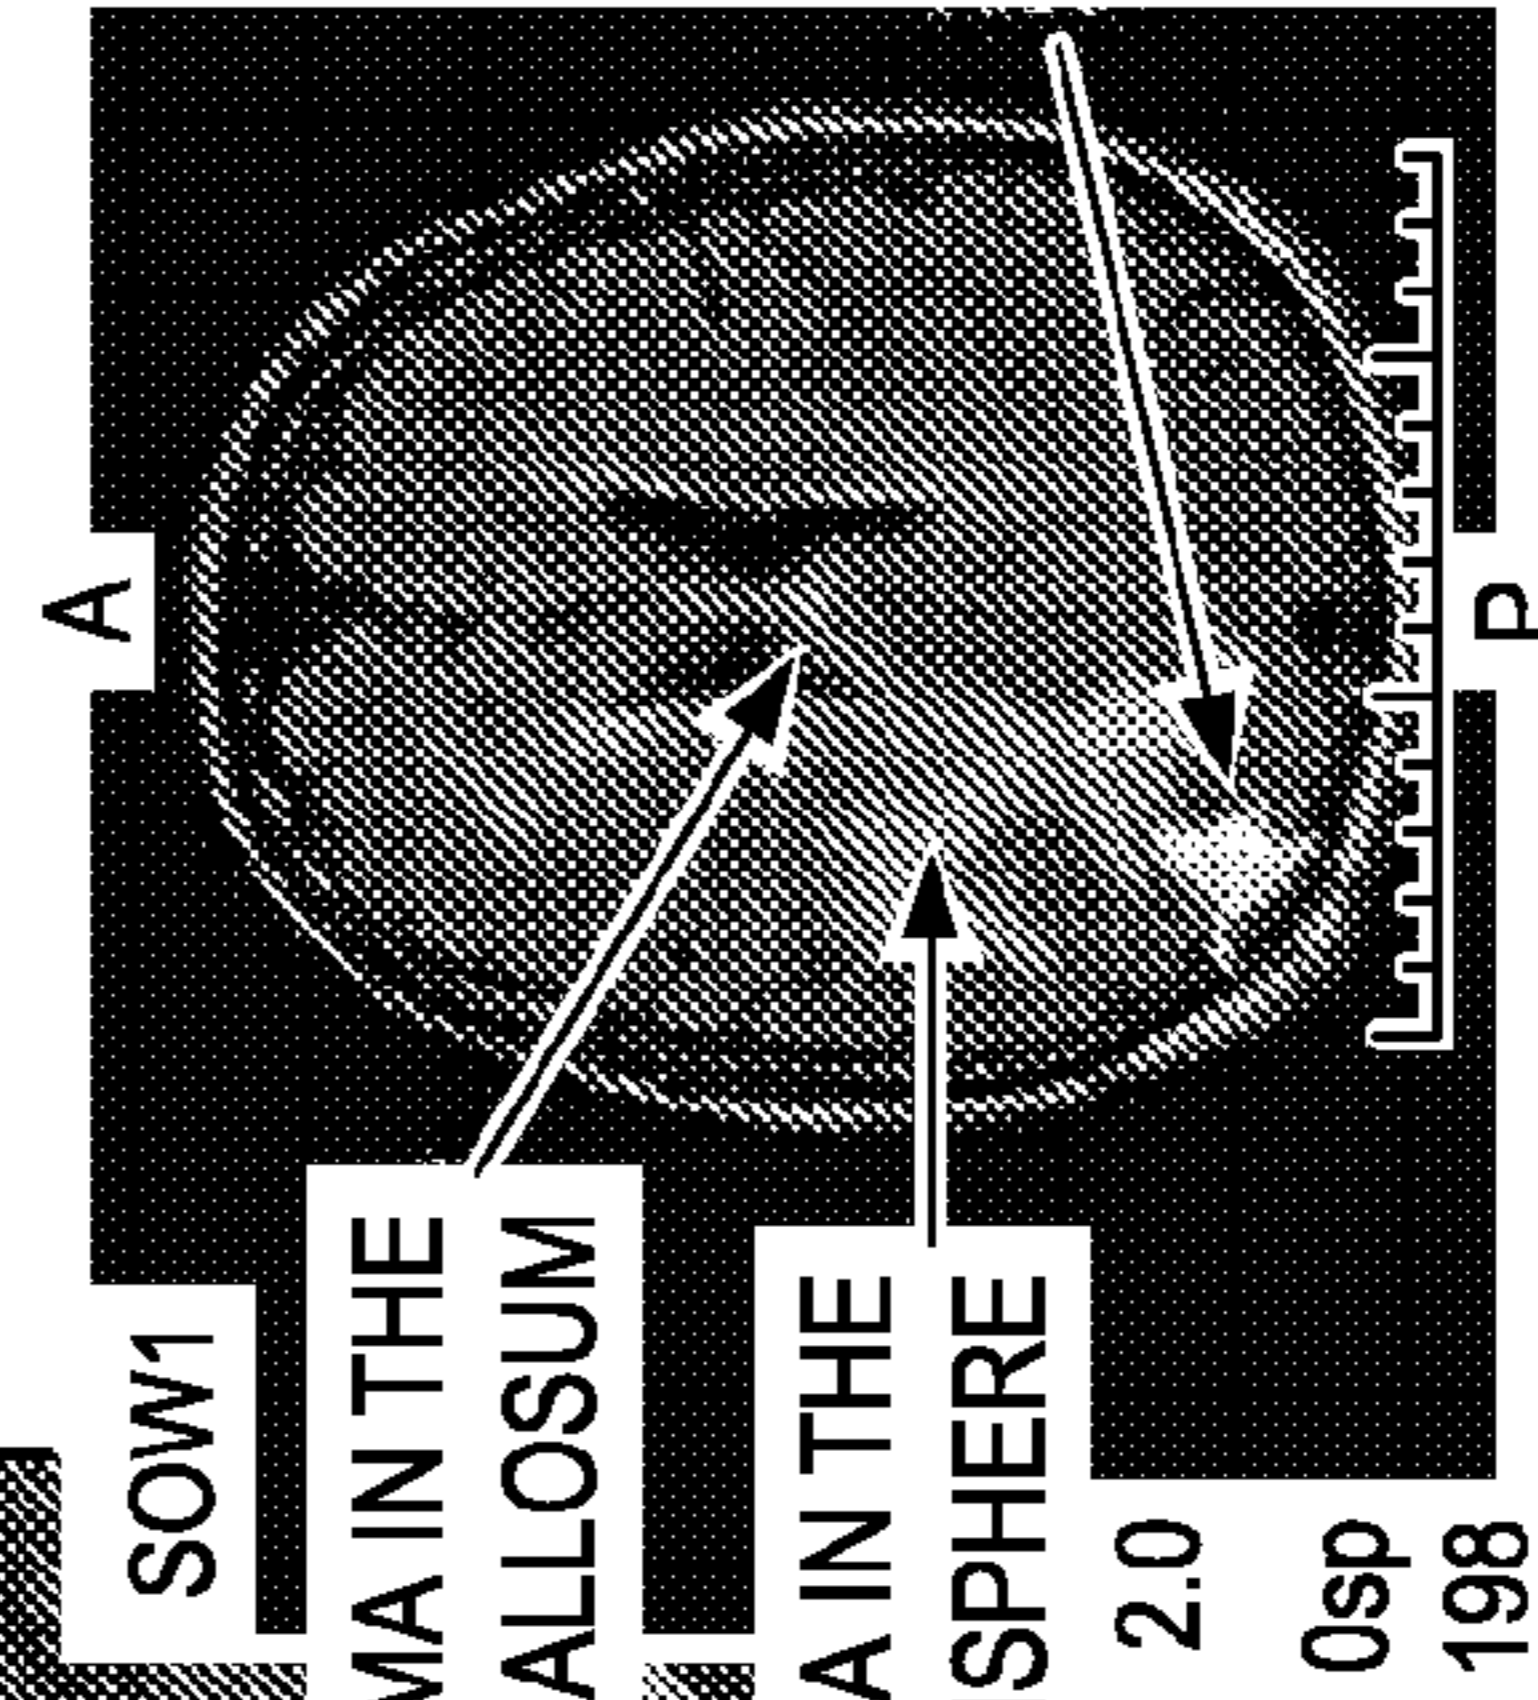 A
SOW1
MA IN THE
ALLOSUM
A IN THE
SPHERE
2.0
0sp
198
P